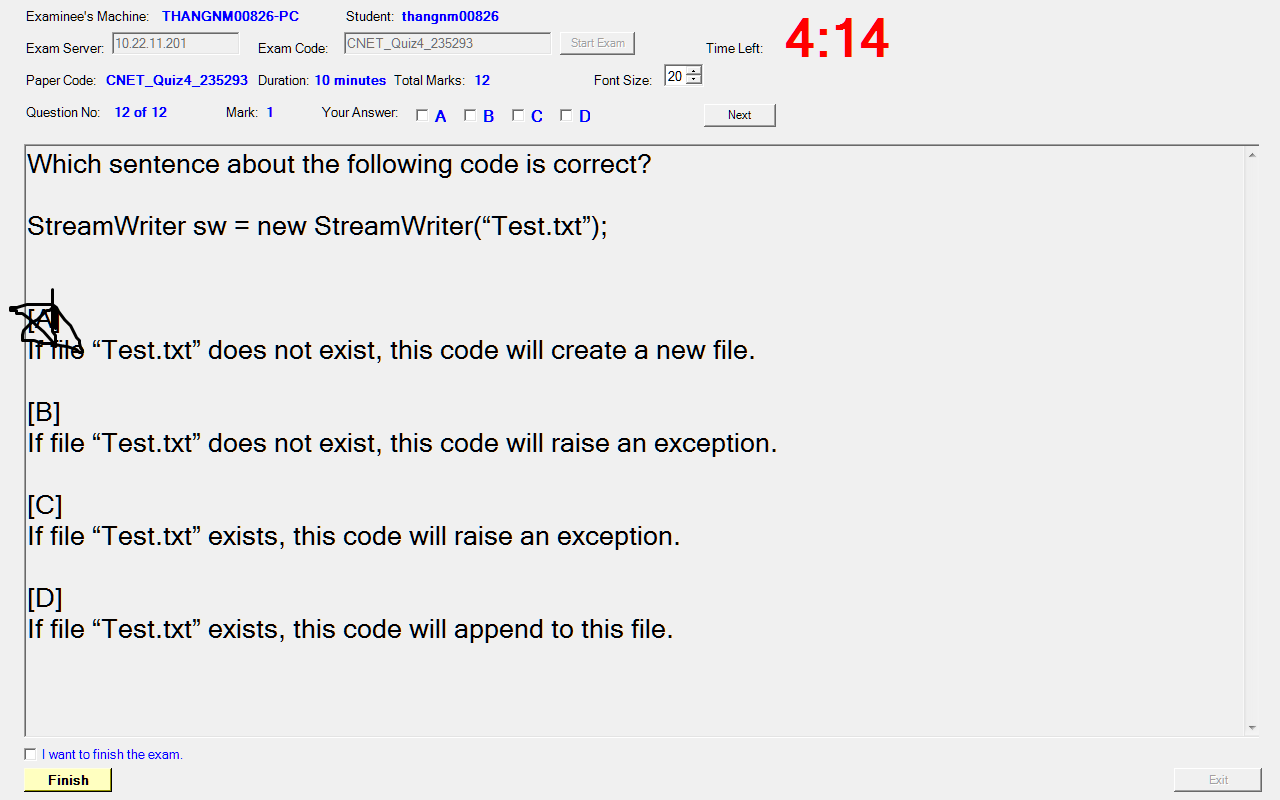 Examinee's Machine: THANGNM00826-PC Student: thangnm00826
Exam Server: 10.22.11.201 Exam Code: CNET_Quiz4_235293 Start Exam Time Left: 4:14
Paper Code: CNET_Quiz4_235293 Duration: 10 minutes Total Marks: 12 Font Size: 20
Question No: 12 of 12 Mark: 1 Your Answer: A B C D Next
Which sentence about the following code is correct?
StreamWriter sw = new StreamWriter(“Test.txt”);
[A]
If file “Test.txt” does not exist, this code will create a new file.
[B]
If file “Test.txt” does not exist, this code will raise an exception.
[C]
If file “Test.txt” exists, this code will raise an exception.
[D]
If file “Test.txt” exists, this code will append to this file.
I want to finish the exam.
Finish Exit